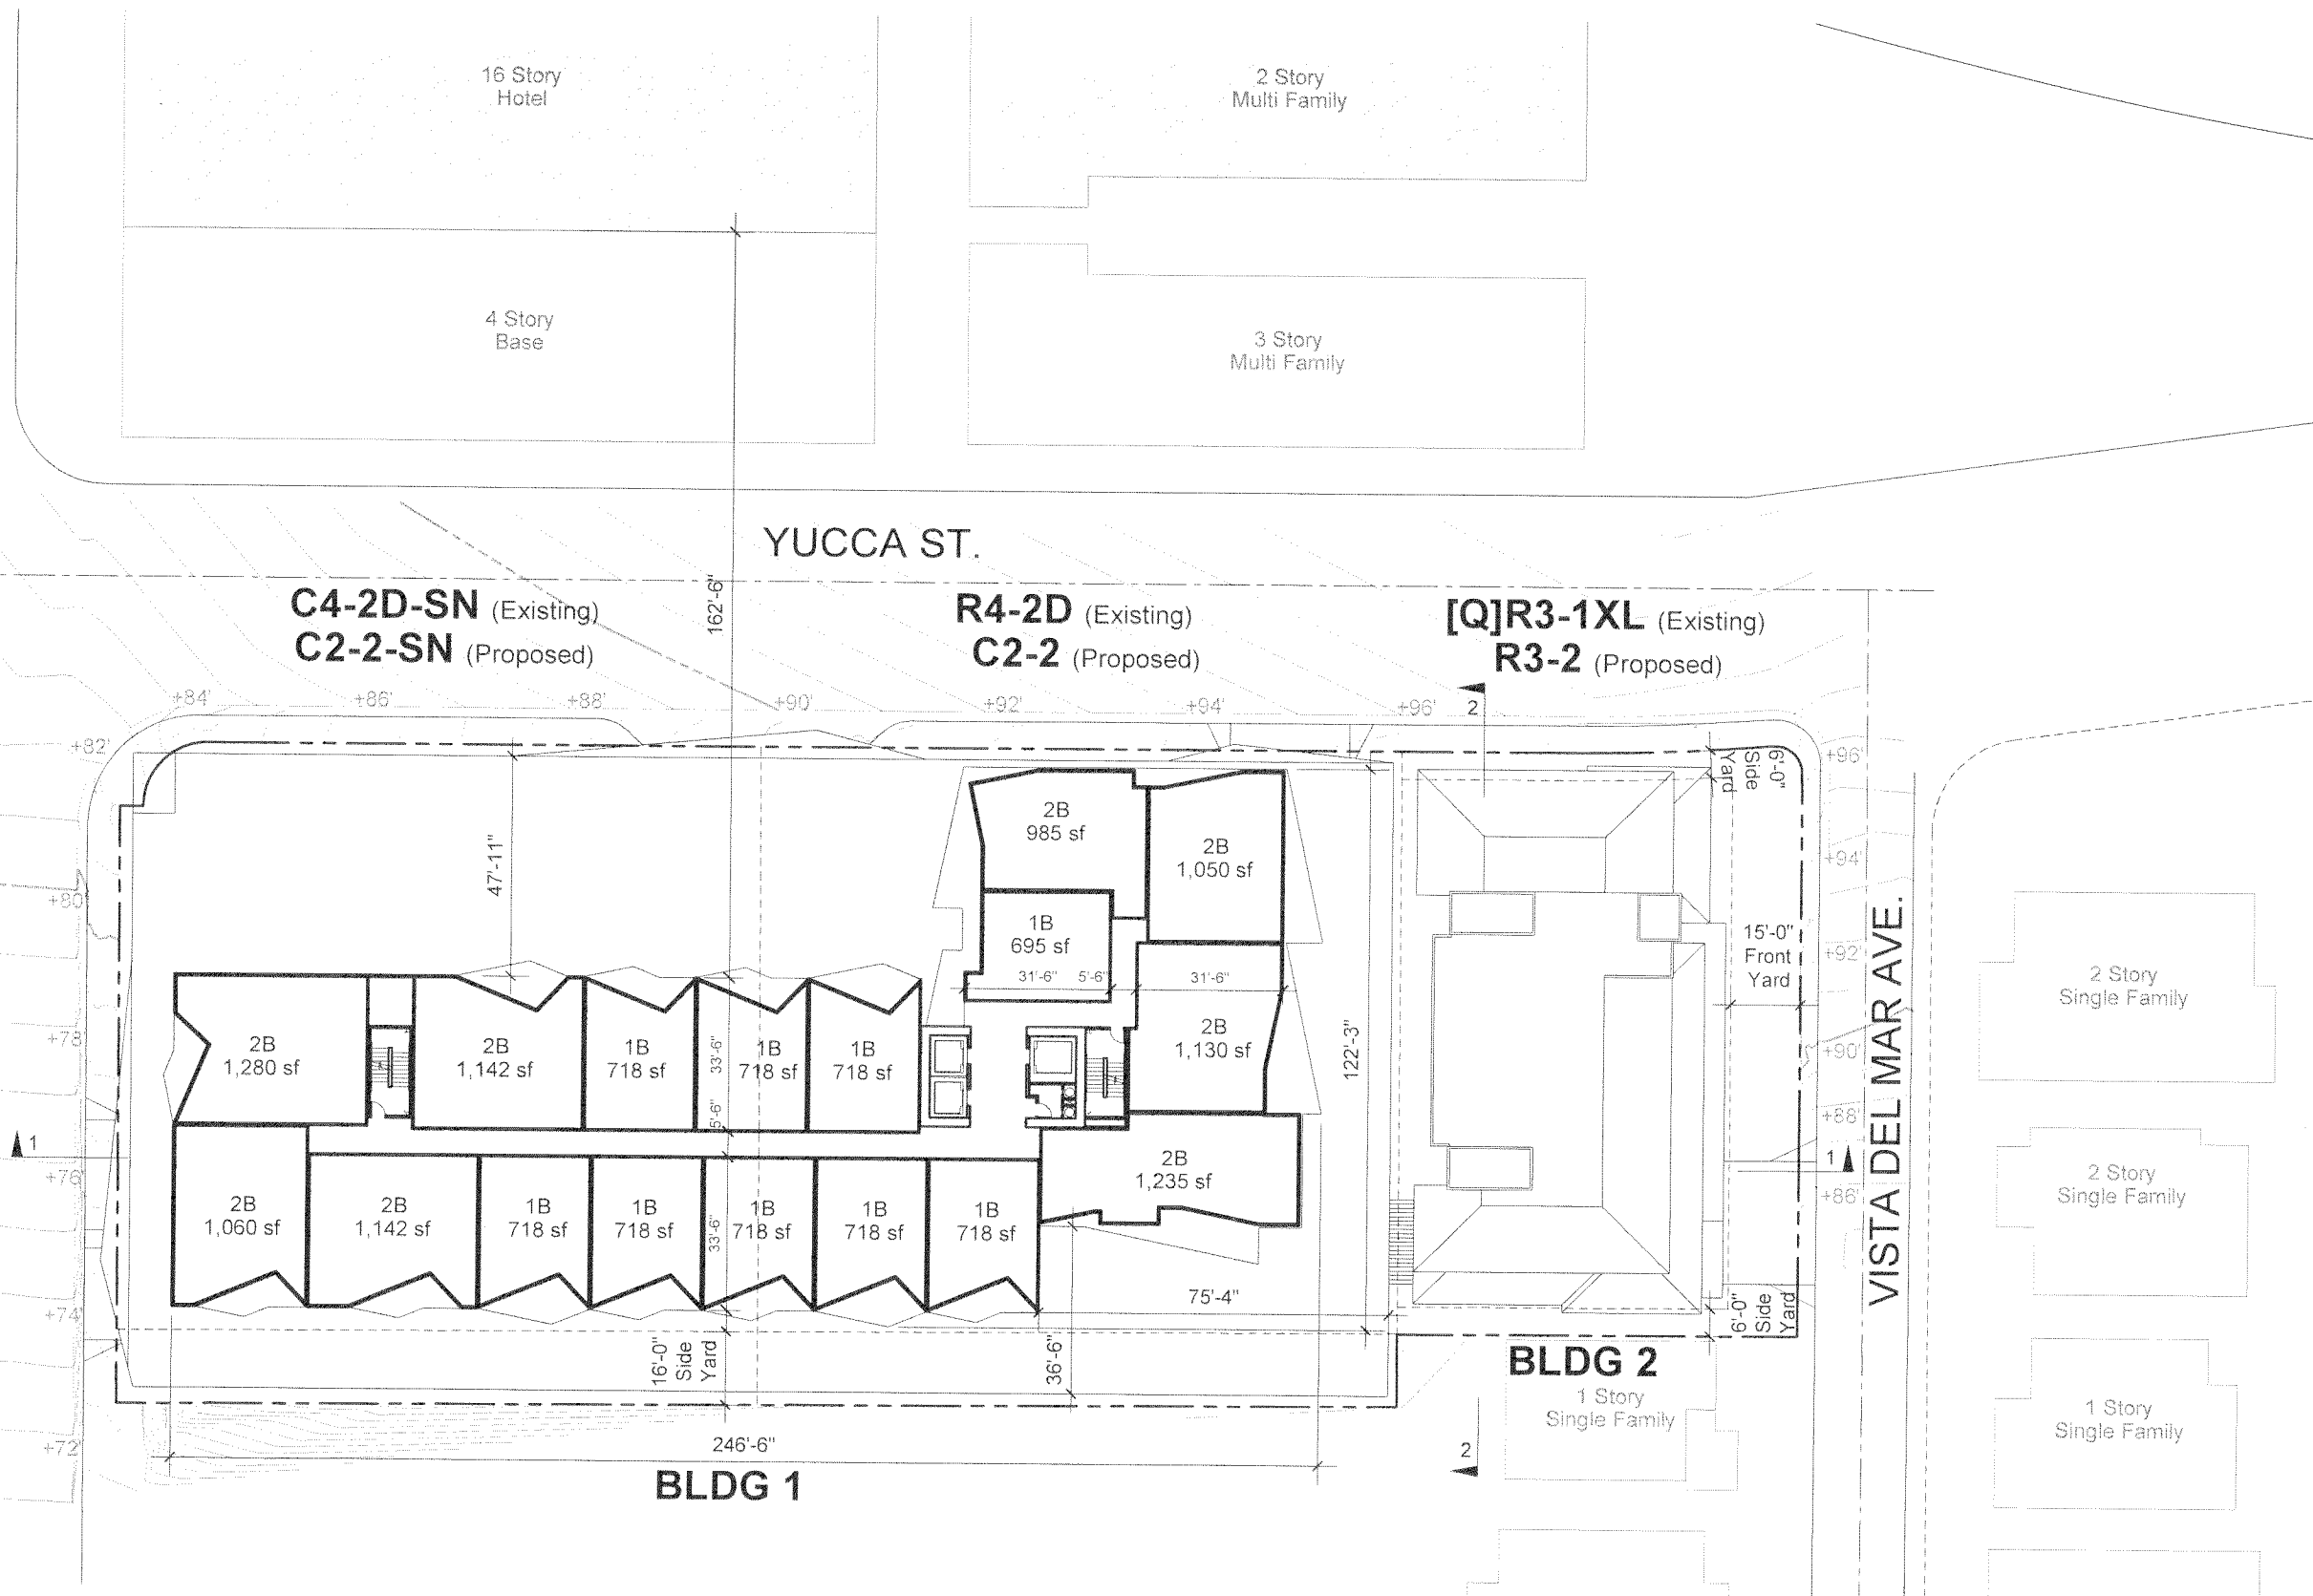 16 Story
Hotel
2 Story
Multi Family
4 Story
Base
3 Story
Multi Family
YUCCA ST.
162'-6"
C4-2D-SN (Existing)
C2-2-SN (Proposed)
R4-2D (Existing)
C2-2 (Proposed)
[Q]R3-1XL (Existing)
R3-2 (Proposed)
+84'
+86'
+88'
+90'
+92'
+94'
+96'
2
+82'
+96'
6'-0"
Side
Yard
47'-11"
2B
985 sf
2B
1,050 sf
+94'
+80'
1B
695 sf
15'-0"
Front
Yard
+92'
31'-6"
5'-6"
31'-6"
2 Story
Single Family
VISTA DEL MAR AVE.
+78'
2B
1,280 sf
2B
1,142 sf
1B
718 sf
33'-6"
1B
718 sf
1B
718 sf
2B
1,130 sf
122'-3"
+90'
5'-6"
+88'
1
1
+76'
2B
1,235 sf
2 Story
Single Family
+86'
2B
1,060 sf
2B
1,142 sf
1B
718 sf
1B
718 sf
33'-6"
1B
718 sf
1B
718 sf
1B
718 sf
+74'
75'-4"
6'-0"
Side
Yard
16'-0"
Side
Yard
36'-6"
BLDG 2
1 Story
Single Family
1 Story
Single Family
+72'
246'-6"
2
BLDG 1